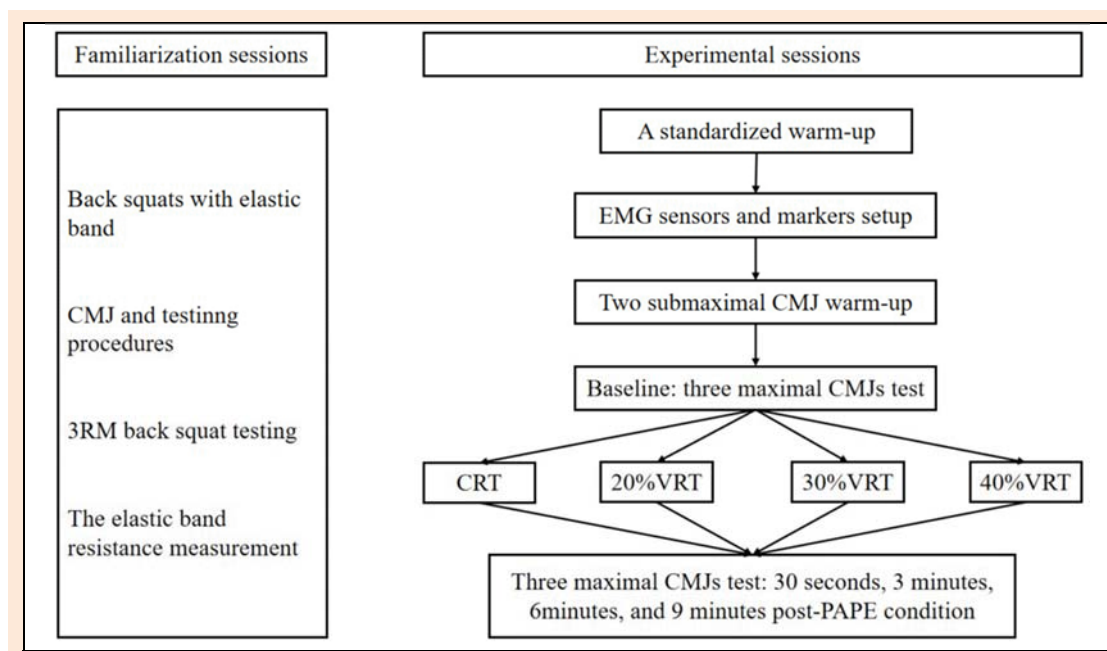 Familiarization sessions
Experimental sessions
Back squats with elastic
band
CMJ and testinng
procedures
3RM back squat testing
The elastic band
resistance measurement
A standardized warm-up
EMG sensors and markers setup
Two submaximal CMJ warm-up
Baseline: three maximal CMJs test
CRT
20%VRT
30%VRT
40%VRT
Three maximal CMJs test: 30 seconds, 3 minutes,
6minutes, and 9 minutes post-PAPE condition